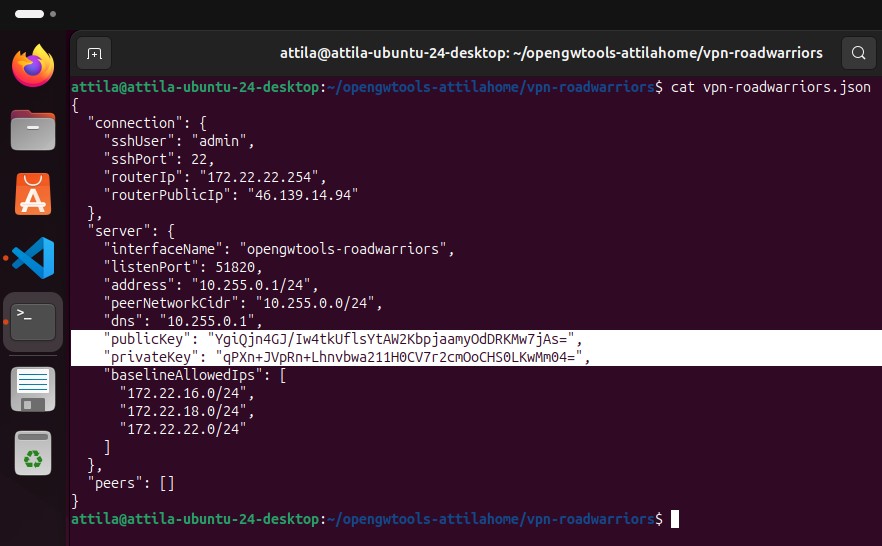 attila@attila-ubuntu-24-desktop: ~/opengwtools-attilahome/vpn-roadwarriors
attila@attila-ubuntu-24-desktop:~/opengwtools-attilahome/vpn-roadwarriors$ cat vpn-roadwarriors.json
{
  "connection": {
    "sshUser": "admin",
    "sshPort": 22,
    "routerIp": "172.22.22.254",
    "routerPublicIp": "46.139.14.94"
  },
  "server": {
    "interfaceName": "opengwtools-roadwarriors",
    "listenPort": 51820,
    "address": "10.255.0.1/24",
    "peerNetworkCidr": "10.255.0.0/24",
    "dns": "10.255.0.1",
    "publicKey": "YgiQjn4GJ/Iw4tkUflsYtAW2KbpjaamyOdDRKMw7jAs=",
    "privateKey": "qPXn+JVpRn+Lhnvbwa211H0CV7r2cmOoCHS0LKwMm04=",
    "baselineAllowedIps": [
      "172.22.16.0/24",
      "172.22.18.0/24",
      "172.22.22.0/24"
    ]
  },
  "peers": []
}
attila@attila-ubuntu-24-desktop:~/opengwtools-attilahome/vpn-roadwarriors$